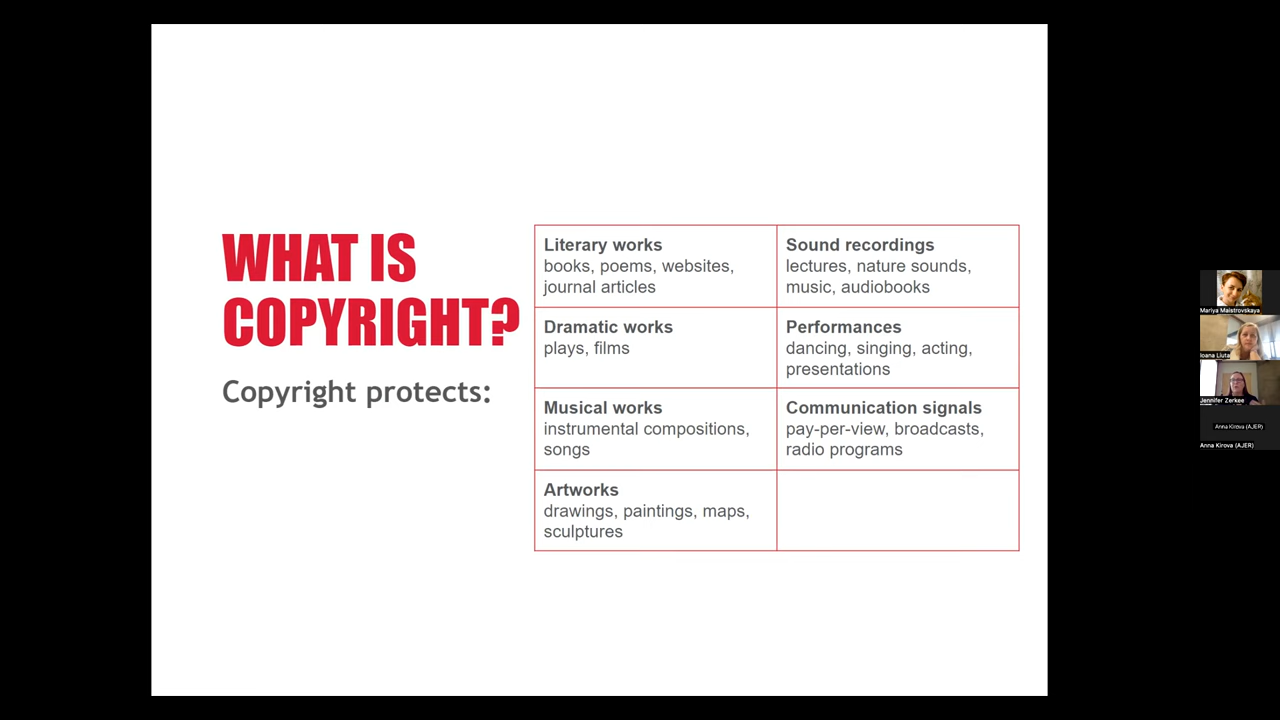 WHAT IS
COPYRIGHT?
Copyright protects:
Literary works
books, poems, websites,
journal articles
Sound recordings
lectures, nature sounds,
music, audiobooks
Dramatic works
plays, films
Performances
dancing, singing, acting,
presentations
Musical works
instrumental compositions,
songs
Communication signals
pay-per-view, broadcasts,
radio programs
Artworks
drawings, paintings, maps,
sculptures
Mariya Maistrovskaya
Ioana Liuta
Jennifer Zerkee
Anna Kirova (AJER)
Anna Kirova (AJER)